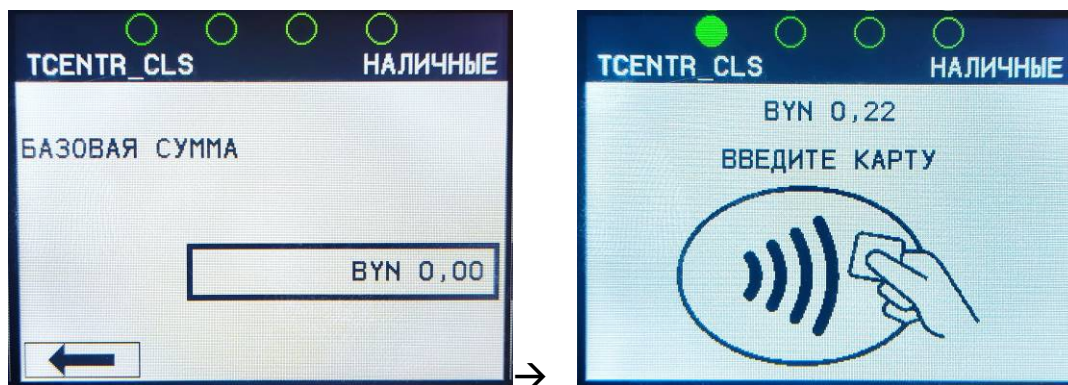 TCENTR_CLS НАЛИЧНЫЕ
БАЗОВАЯ СУММА
BYN 0,00
→
TCENTR_CLS НАЛИЧНЫЕ
BYN 0,22
ВВЕДИТЕ КАРТУ